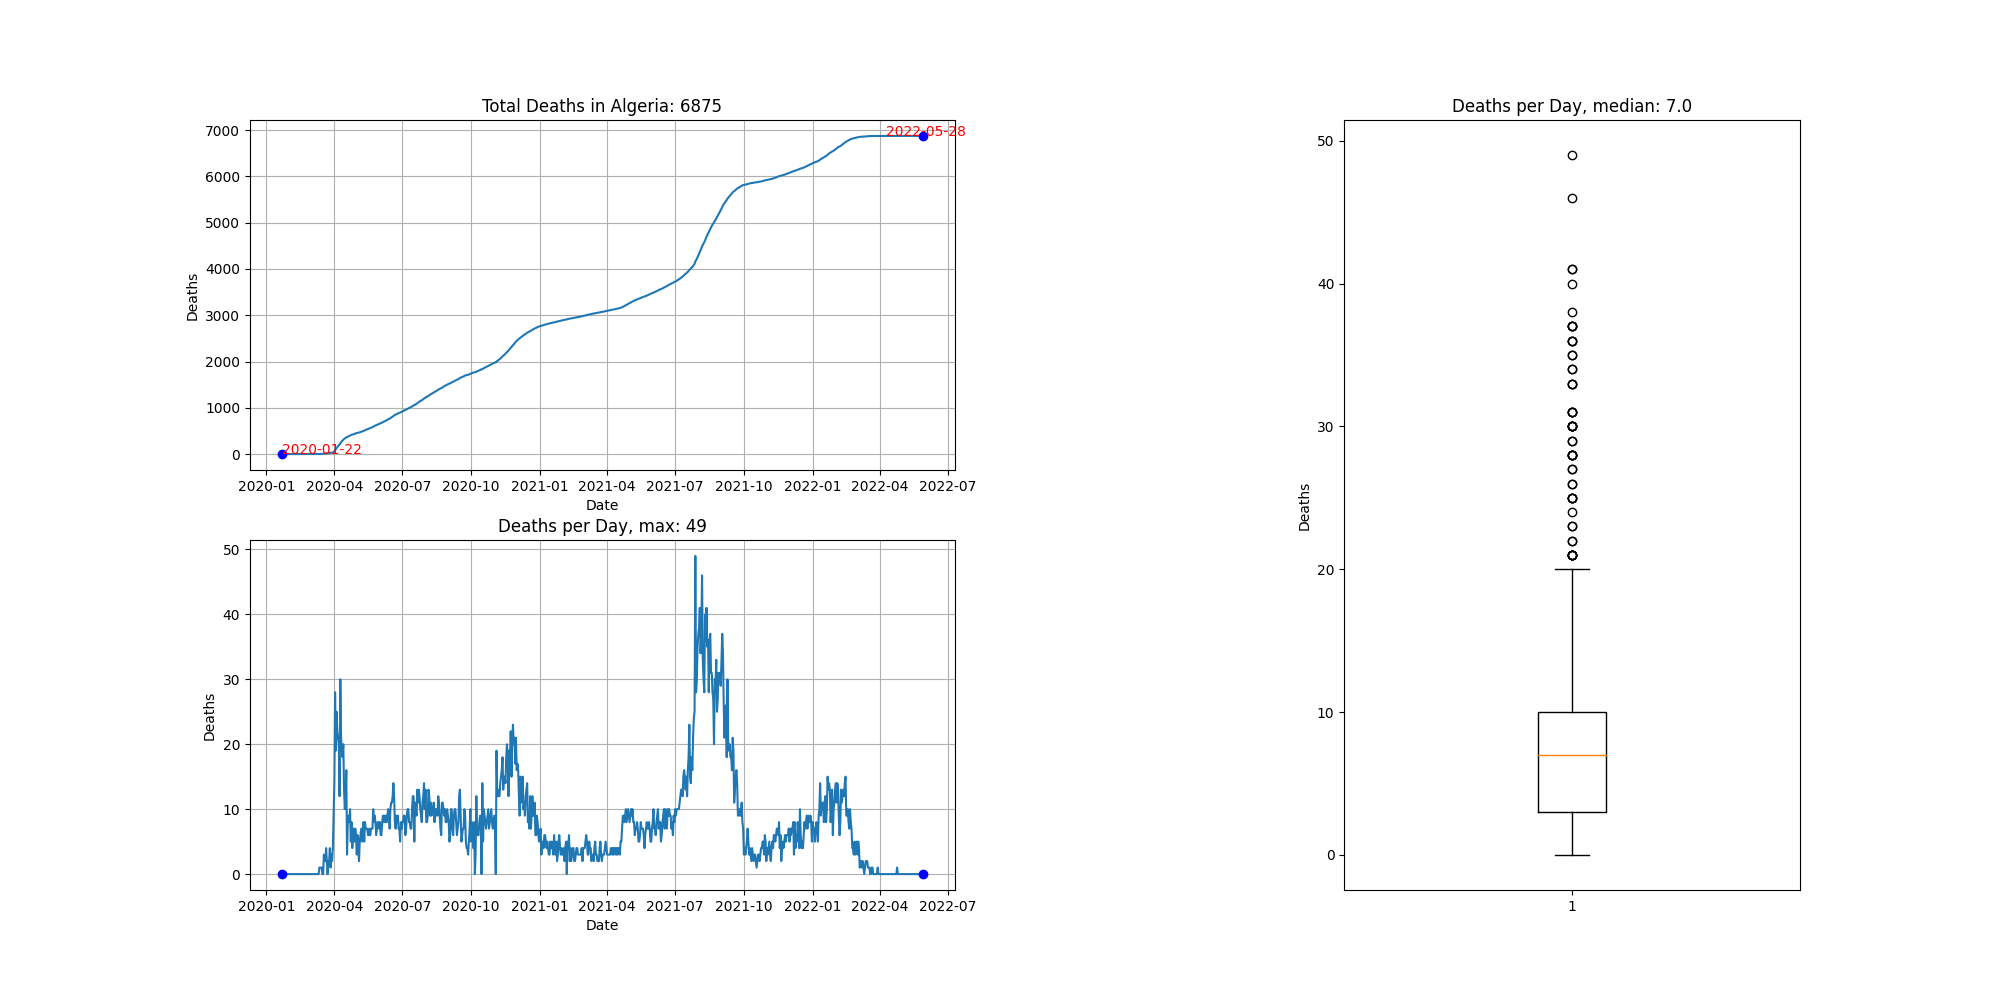 Total Deaths in Algeria: 6875
Deaths
7000
6000
5000
4000
3000
2000
1000
0
2022-05-28
2020-01-22
2020-01 2020-04 2020-07 2020-10 2021-01 2021-04 2021-07 2021-10 2022-01 2022-04 2022-07
Date
Deaths per Day, max: 49
Deaths
50
40
30
20
10
0
2020-01 2020-04 2020-07 2020-10 2021-01 2021-04 2021-07 2021-10 2022-01 2022-04 2022-07
Date
Deaths per Day, median: 7.0
Deaths
50
40
30
20
10
0
1